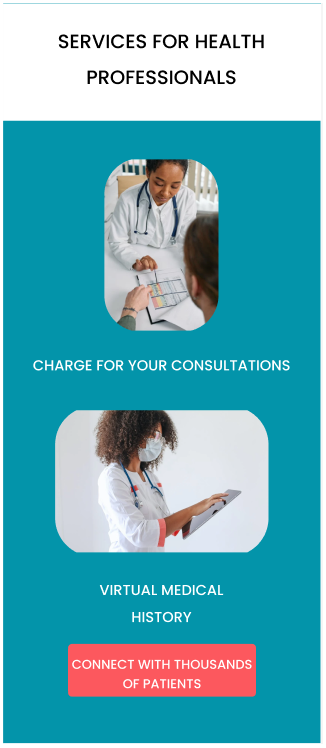 SERVICES FOR HEALTH
PROFESSIONALS
CHARGE FOR YOUR CONSULTATIONS
VIRTUAL MEDICAL
HISTORY
CONNECT WITH THOUSANDS
OF PATIENTS